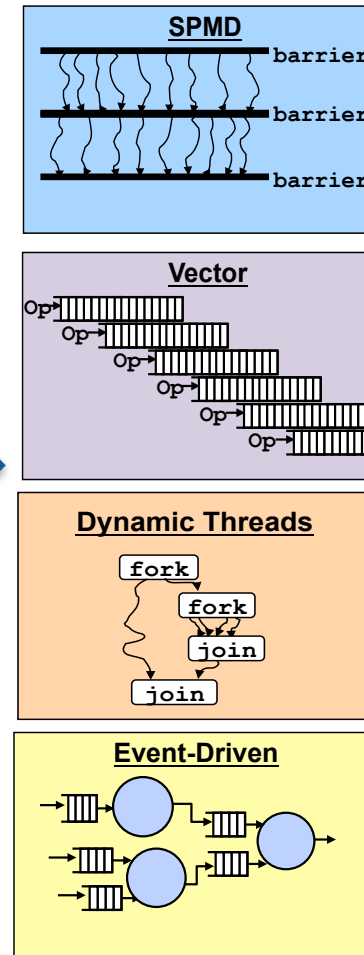 SPMD
barrier
barrier
barrier
Vector
Op
Op
Op
Op
Op
Op
Dynamic Threads
fork
fork
join
join
Event-Driven